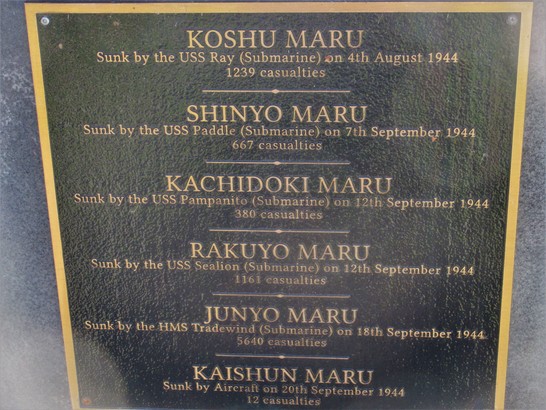 KOSHU MARU
Sunk by the USS Ray (Submarine) on 4th August 1944
1239 casualties
SHINYO MARU
Sunk by the USS Paddle (Submarine) on 7th September 1944
667 casualties
KACHIDOKI MARU
Sunk by the USS Pampanito (Submarine) on 12th September 1944
380 casualties
RAKUYO MARU
Sunk by the USS Sealion (Submarine) on 12th September 1944
1161 casualties
JUNYO MARU
Sunk by the HMS Tradewind (Submarine) on 18th September 1944
5640 casualties
KAISHUN MARU
Sunk by Aircraft on 20th September 1944
12 casualties